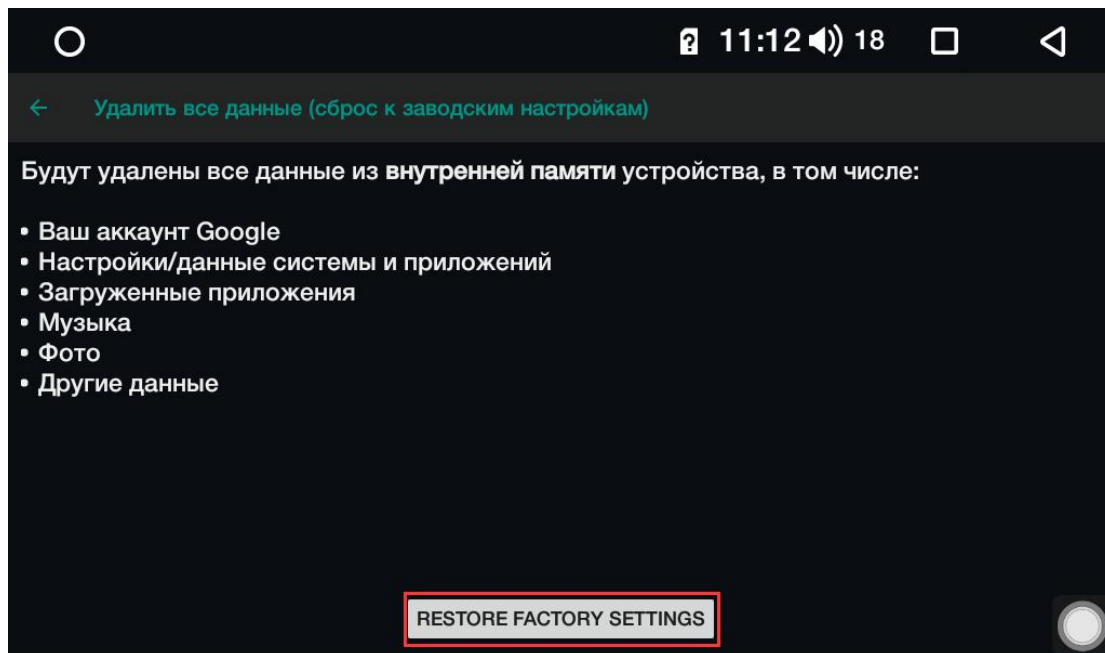 11:12 18
Удалить все данные (сброс к заводским настройкам)
Будут удалены все данные из внутренней памяти устройства, в том числе:
• Ваш аккаунт Google
• Настройки/данные системы и приложений
• Загруженные приложения
• Музыка
• Фото
• Другие данные
RESTORE FACTORY SETTINGS